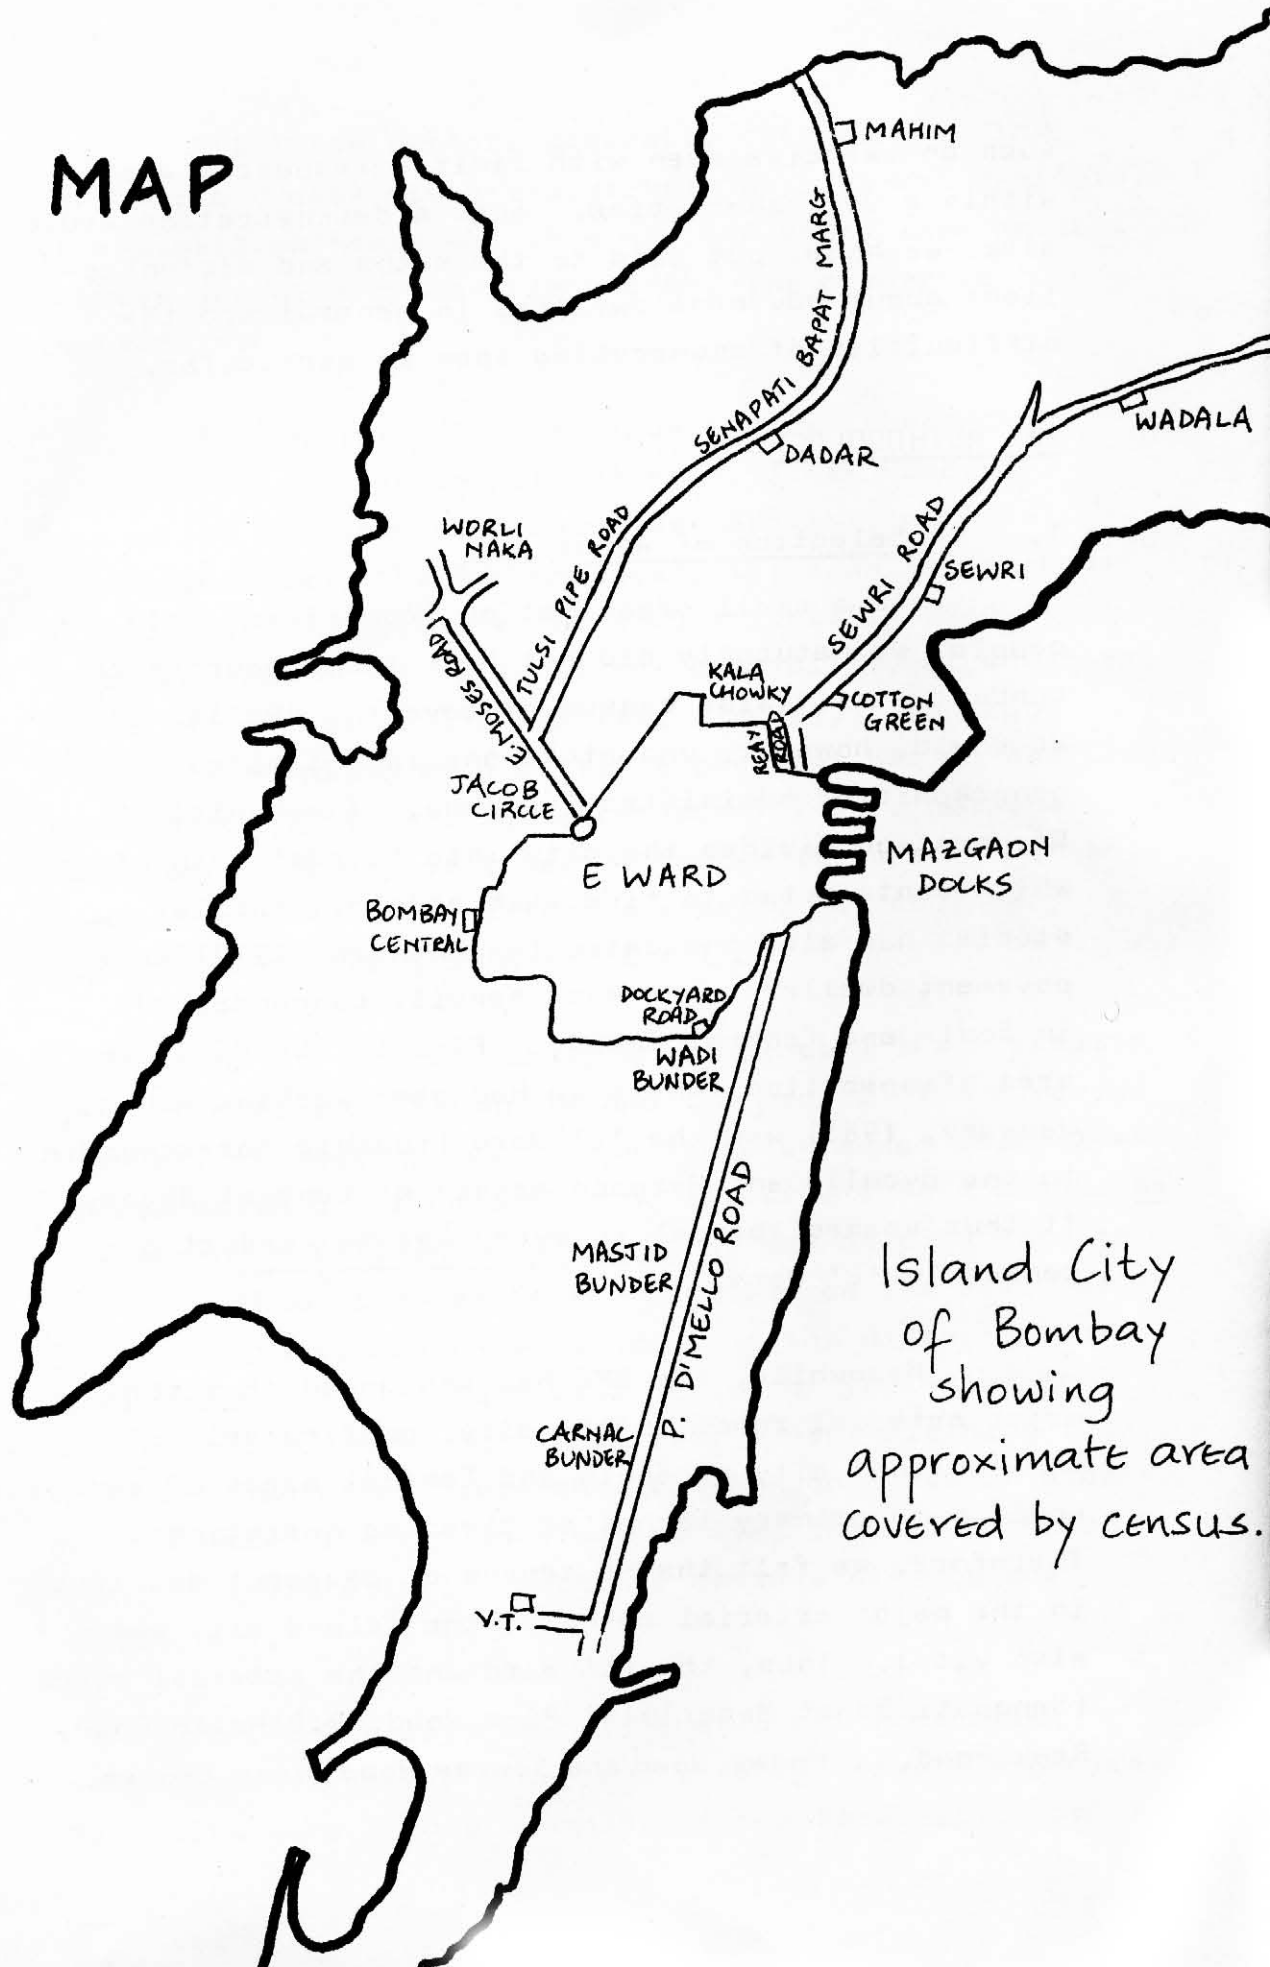 MAP
MAHIM
SENAPATI BAPAT MARG
WADALA
DADAR
WORLI
NAKA
TULSI PIPE ROAD
SEWRI ROAD
SEWRI
E. MOSES ROAD
KALA
CHOWKY
COTTON
GREEN
REAY
ROAD
JACOB
CIRCLE
E WARD
MAZGAON
DOCKS
BOMBAY
CENTRAL
DOCKYARD
ROAD
WADI
BUNDER
P. D'MELLO ROAD
MASJID
BUNDER
CARNAC
BUNDER
V.T.
Island City
of Bombay
showing
approximate area
covered by census.